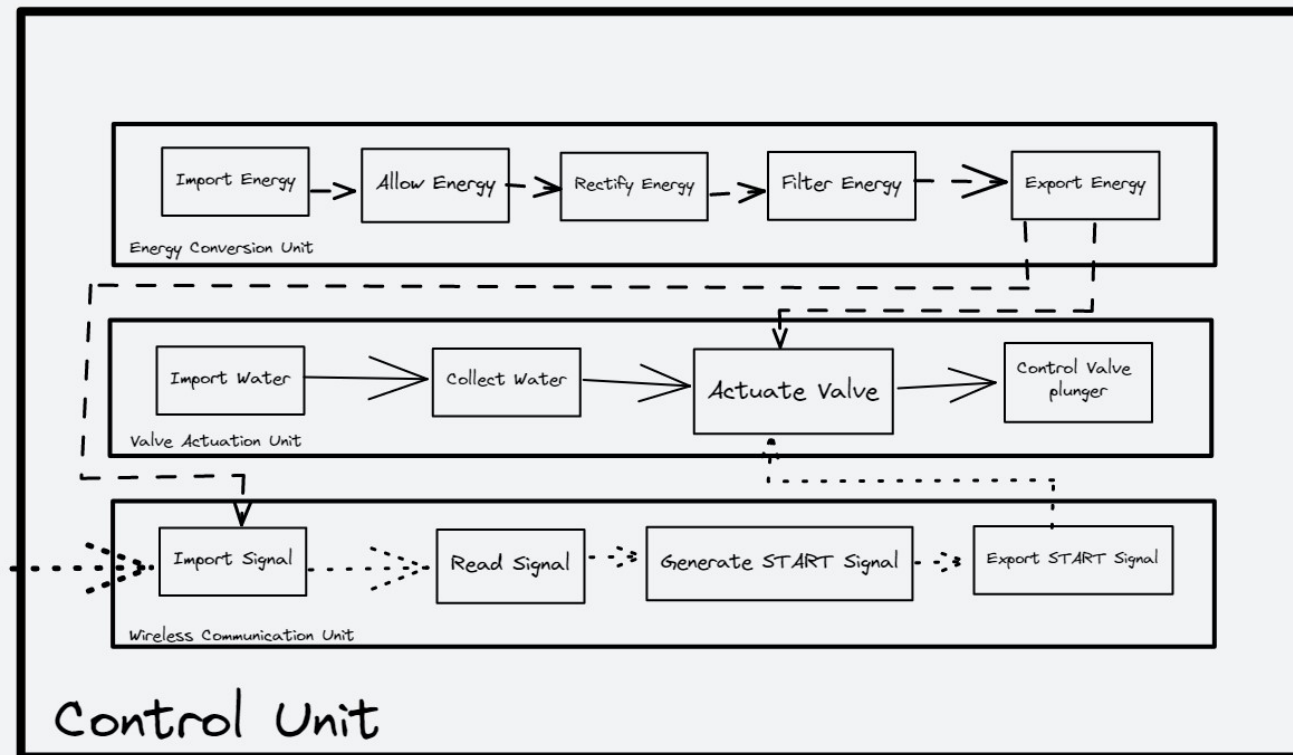 Import Energy
Allow Energy
Rectify Energy
Filter Energy
Export Energy
Energy Conversion Unit
Import Water
Collect Water
Actuate Valve
Control Valve
plunger
Valve Actuation Unit
Import Signal
Read Signal
Generate START Signal
Export START Signal
Wireless Communication Unit
Control Unit